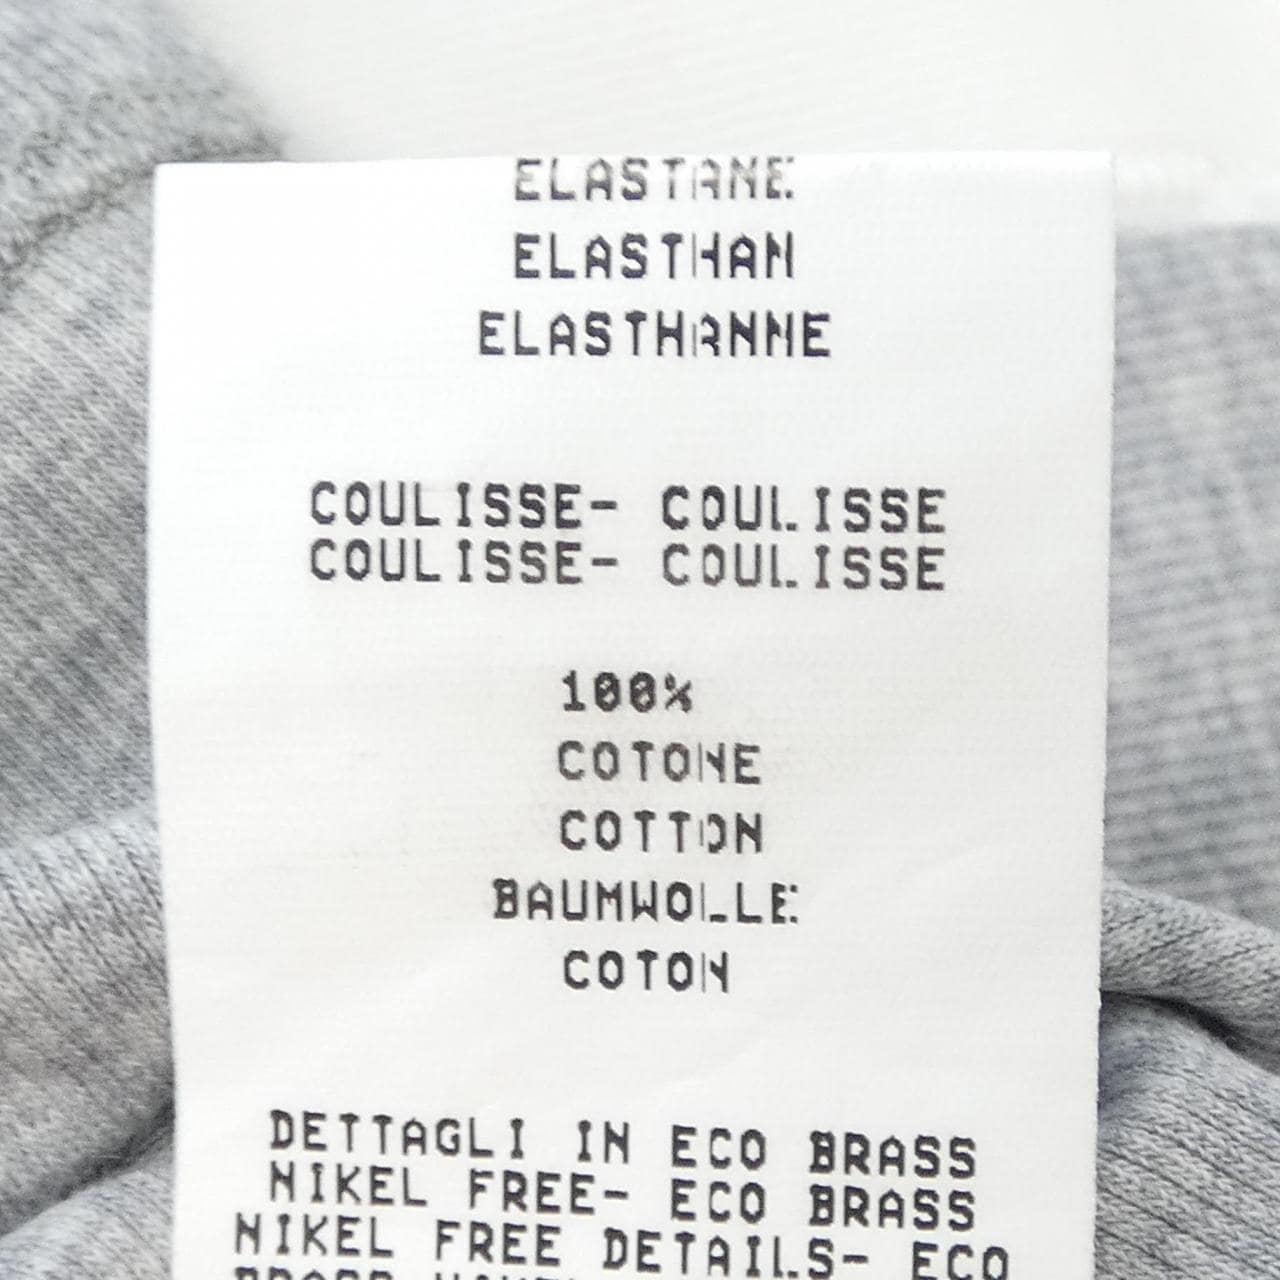 ELASTANE
ELASTHAN
ELASTHANNE
COULISSE- COULISSE
COULISSE- COULISSE
100%
COTONE
COTTON
BAUMWOLLE
COTON
DETTAGLI IN ECO BRASS
NIKEL FREE- ECO BRASS
NIKEL FREE DETAILS- ECO